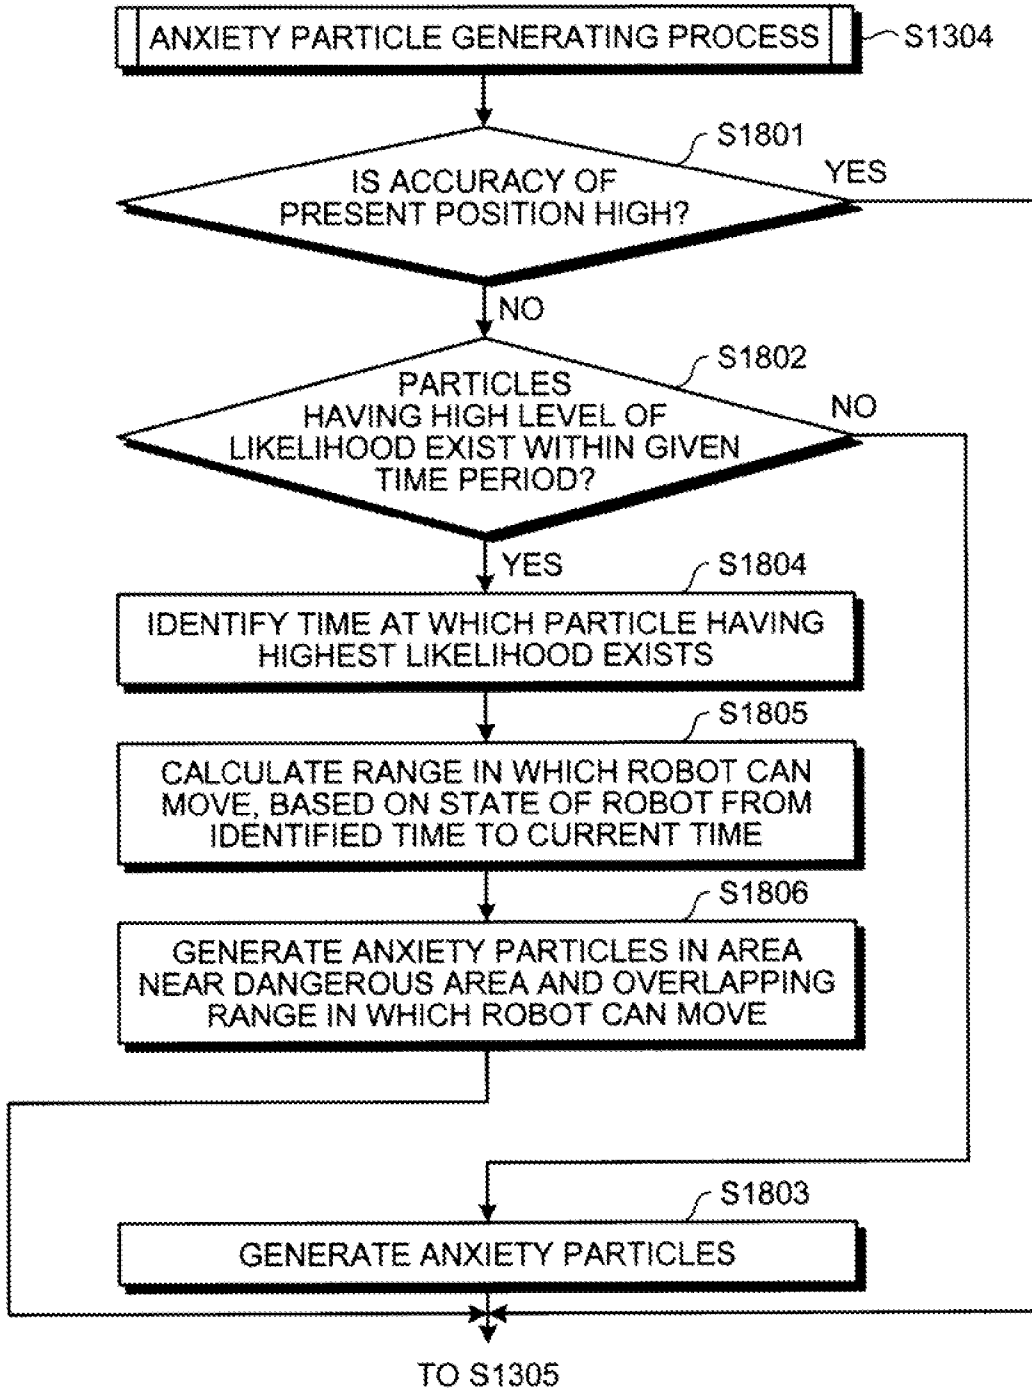 ANXIETY PARTICLE GENERATING PROCESS
S1304
S1801
IS ACCURACY OF
PRESENT POSITION HIGH?
YES
NO
S1802
PARTICLES
HAVING HIGH LEVEL OF
LIKELIHOOD EXIST WITHIN GIVEN
TIME PERIOD?
NO
YES
S1804
IDENTIFY TIME AT WHICH PARTICLE HAVING
HIGHEST LIKELIHOOD EXISTS
S1805
CALCULATE RANGE IN WHICH ROBOT CAN
MOVE, BASED ON STATE OF ROBOT FROM
IDENTIFIED TIME TO CURRENT TIME
S1806
GENERATE ANXIETY PARTICLES IN AREA
NEAR DANGEROUS AREA AND OVERLAPPING
RANGE IN WHICH ROBOT CAN MOVE
S1803
GENERATE ANXIETY PARTICLES
TO S1305